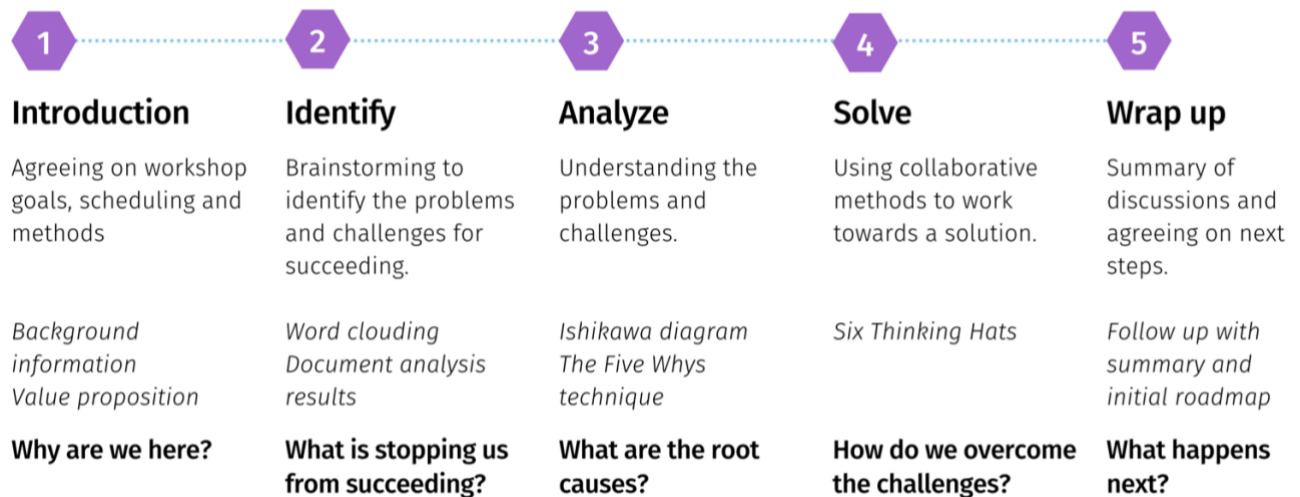 1
2
3
4
5
Introduction
Agreeing on workshop
goals, scheduling and
methods
Background
information
Value proposition
Why are we here?
Identify
Brainstorming to
identify the problems
and challenges for
succeeding.
Word clouding
Document analysis
results
What is stopping us
from succeeding?
Analyze
Understanding the
problems and
challenges.
Ishikawa diagram
The Five Whys
technique
What are the root
causes?
Solve
Using collaborative
methods to work
towards a solution.
Six Thinking Hats
How do we overcome
the challenges?
Wrap up
Summary of
discussions and
agreeing on next
steps.
Follow up with
summary and
initial roadmap
What happens
next?